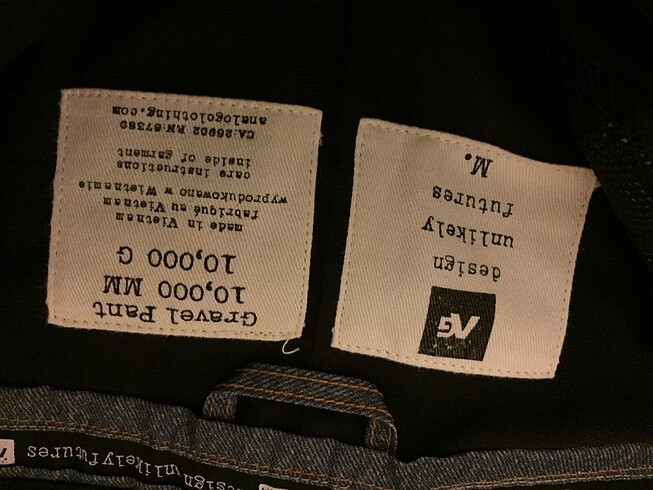 Gravel Pant
10,000 MM
10,000 G
made in Vietnam
fabriqué au Vietnam
wyprodukowano w Wietnamie
care instructions
inside of garment
CA:26902 RN:87389
analogclothing.com
AG
design
unlikely
futures
M.
design unlikely futures